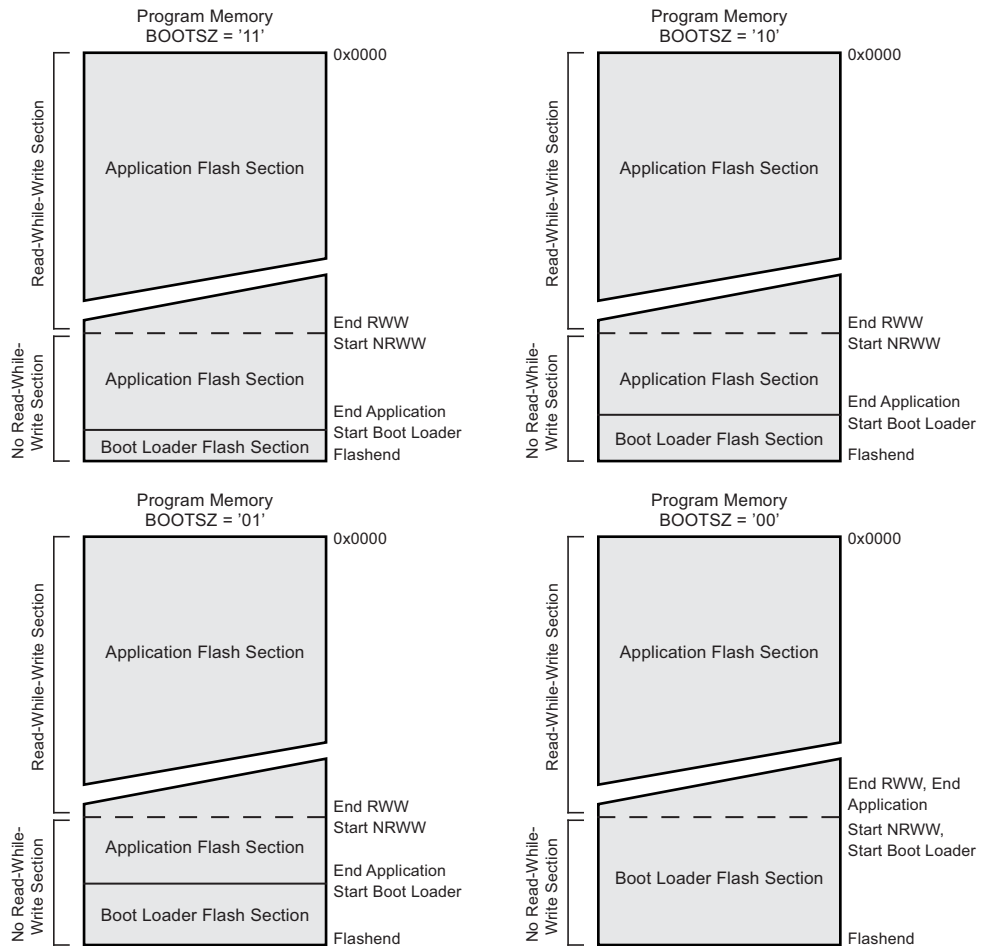 Program Memory
BOOTSZ = '11'
0x0000
Read-While-Write Section
Application Flash Section
End RWW
Start NRWW
No Read-While-
Write Section
Application Flash Section
End Application
Start Boot Loader
Boot Loader Flash Section
Flashend
Program Memory
BOOTSZ = '10'
0x0000
Read-While-Write Section
Application Flash Section
End RWW
Start NRWW
No Read-While-
Write Section
Application Flash Section
End Application
Start Boot Loader
Boot Loader Flash Section
Flashend
Program Memory
BOOTSZ = '01'
0x0000
Read-While-Write Section
Application Flash Section
End RWW
Start NRWW
No Read-While-
Write Section
Application Flash Section
End Application
Start Boot Loader
Boot Loader Flash Section
Flashend
Program Memory
BOOTSZ = '00'
0x0000
Read-While-Write Section
Application Flash Section
End RWW, End
Application
Start NRWW,
Start Boot Loader
No Read-While-
Write Section
Boot Loader Flash Section
Flashend